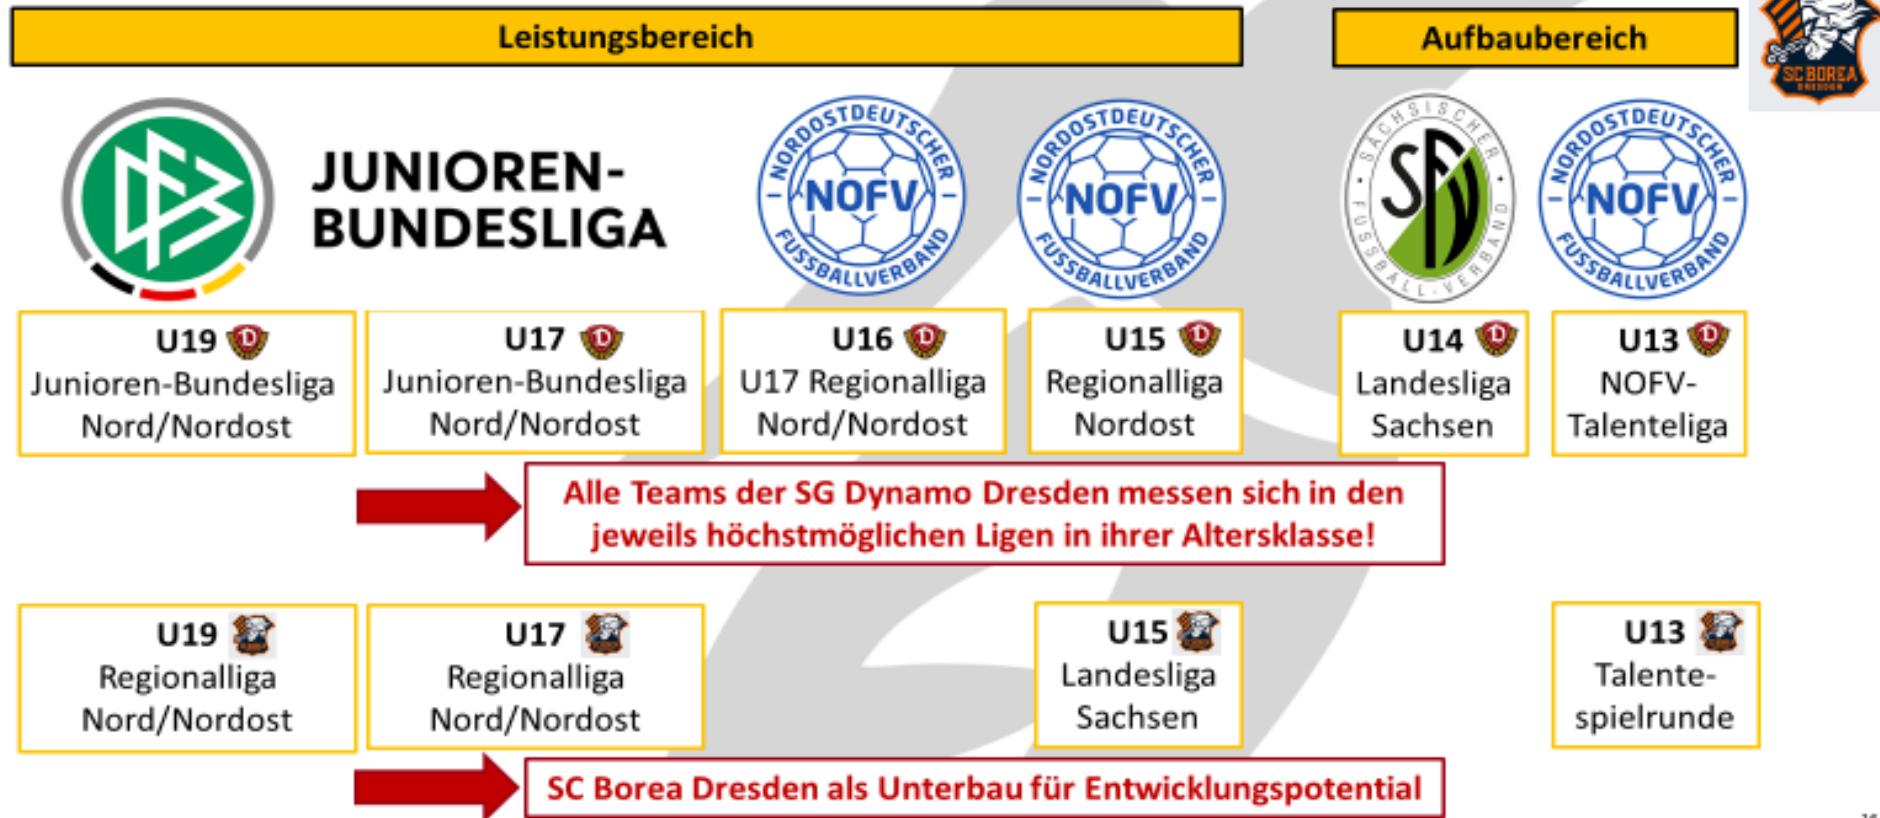 Leistungsbereich
Aufbaubereich
SC BOREA
DRESDEN
JUNIOREN-
BUNDESLIGA
NORDOSTDEUTSCHER
NOFV
FUSSBALLVERBAND
NORDOSTDEUTSCHER
NOFV
FUSSBALLVERBAND
SÄCHSISCHER
SFV
FUSSBALL-VERBAND
NORDOSTDEUTSCHER
NOFV
FUSSBALLVERBAND
U19 D
Junioren-Bundesliga
Nord/Nordost
U17 D
Junioren-Bundesliga
Nord/Nordost
U16 D
U17 Regionalliga
Nord/Nordost
U15 D
Regionalliga
Nordost
U14 D
Landesliga
Sachsen
U13 D
NOFV-
Talenteliga
Alle Teams der SG Dynamo Dresden messen sich in den
jeweils höchstmöglichen Ligen in ihrer Altersklasse!
U19
Regionalliga
Nord/Nordost
U17
Regionalliga
Nord/Nordost
U15
Landesliga
Sachsen
U13
Talente-
spielrunde
SC Borea Dresden als Unterbau für Entwicklungspotential